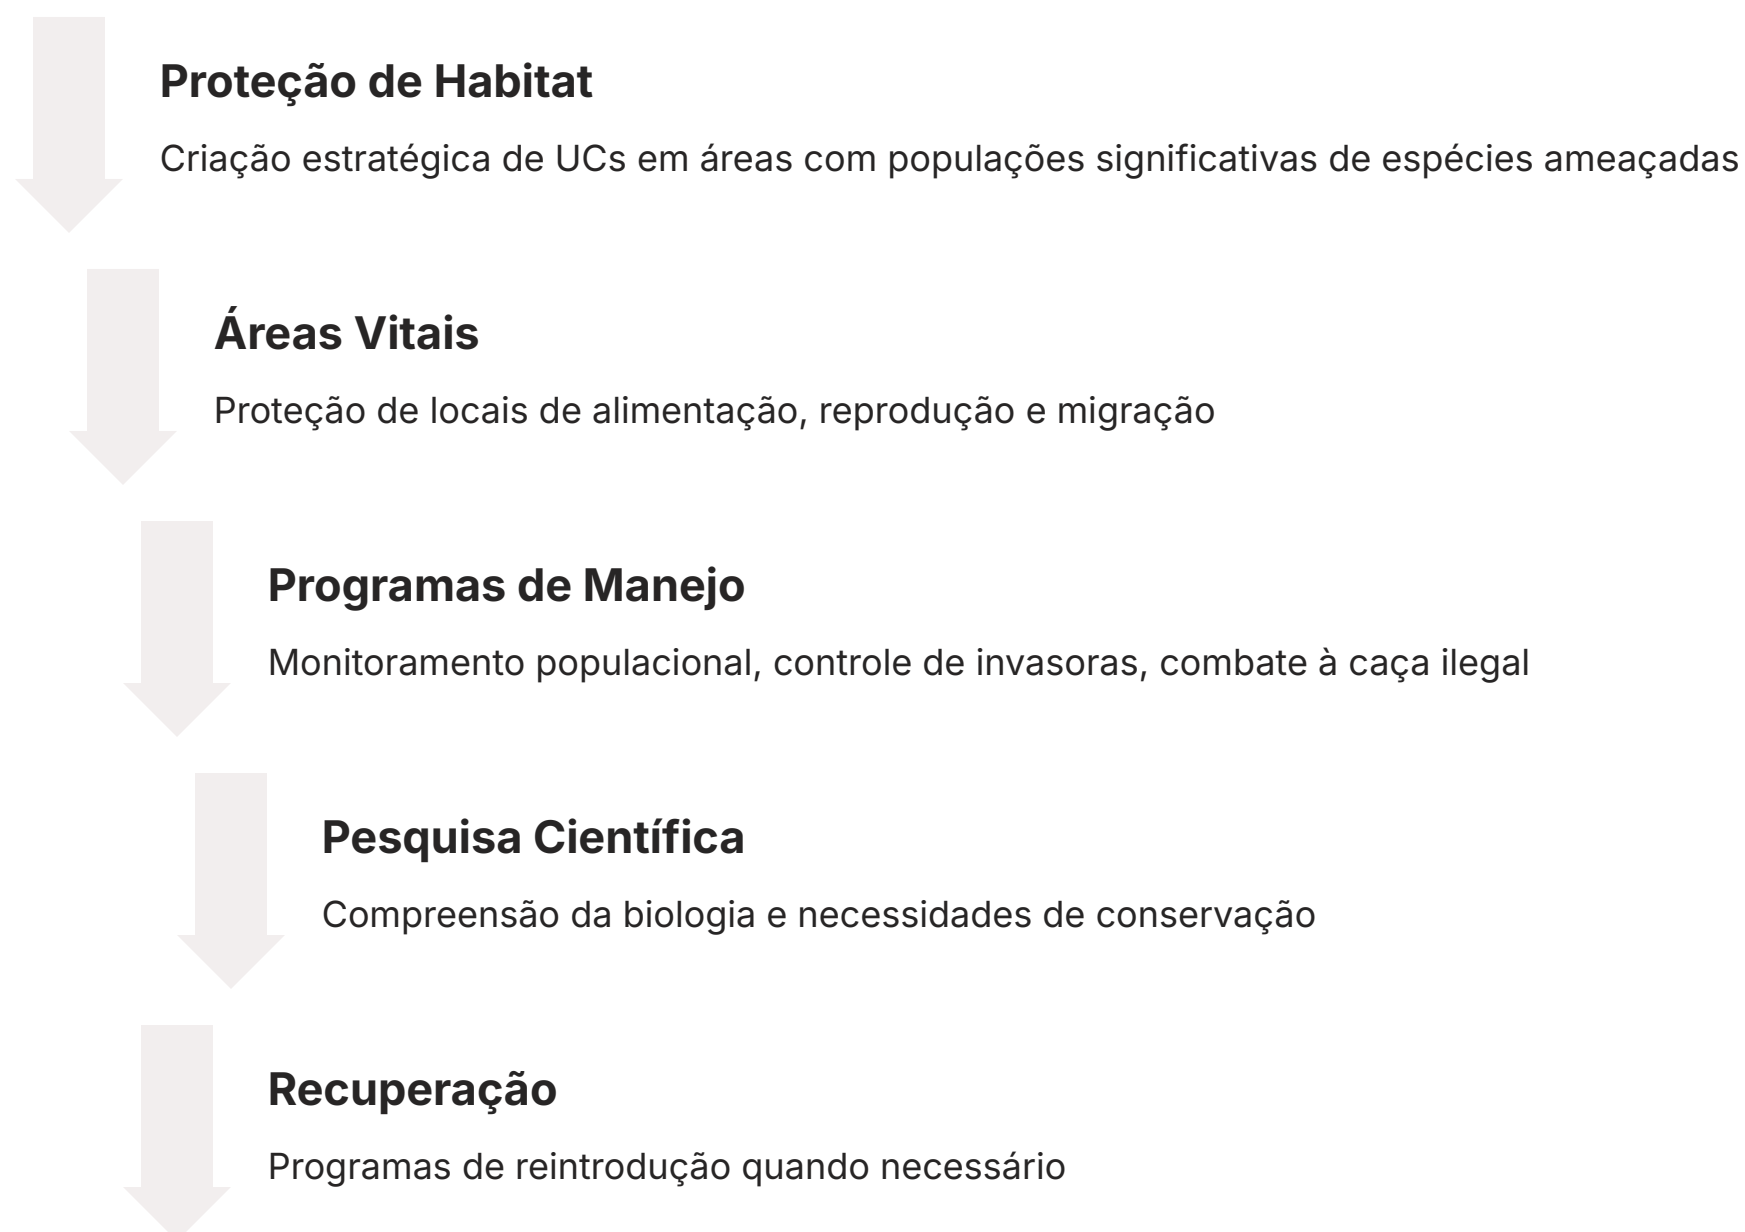 Proteção de Habitat
Criação estratégica de UCs em áreas com populações significativas de espécies ameaçadas
Áreas Vitais
Proteção de locais de alimentação, reprodução e migração
Programas de Manejo
Monitoramento populacional, controle de invasoras, combate à caça ilegal
Pesquisa Científica
Compreensão da biologia e necessidades de conservação
Recuperação
Programas de reintrodução quando necessário